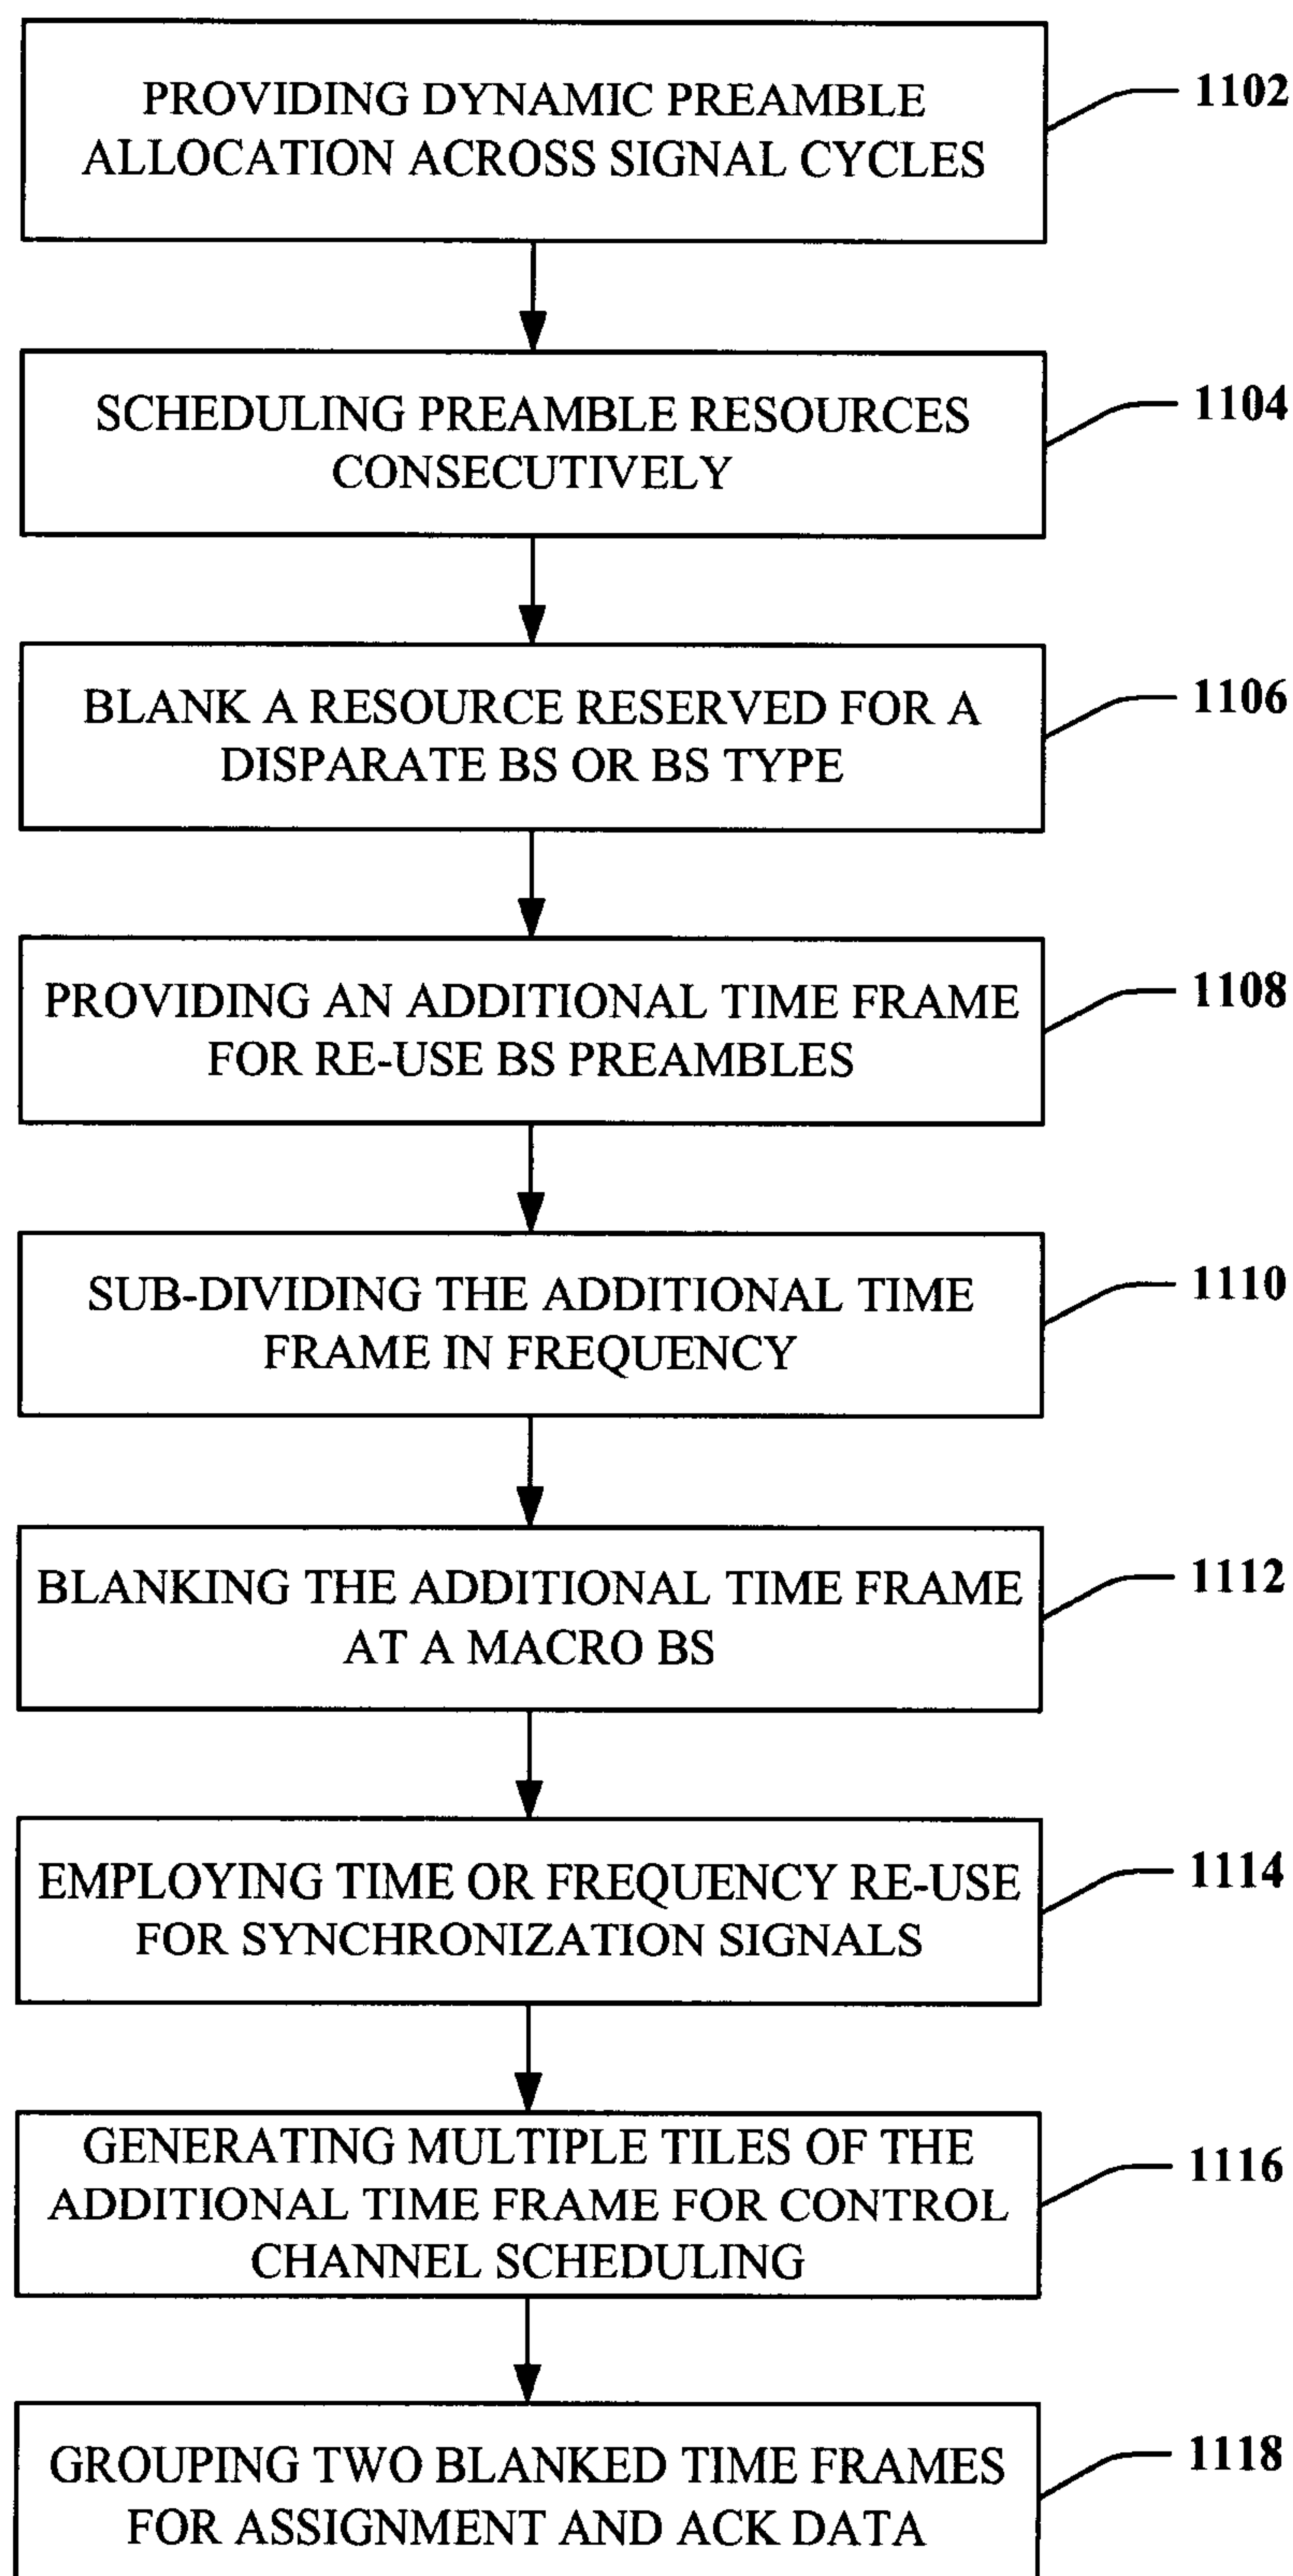 PROVIDING DYNAMIC PREAMBLE
ALLOCATION ACROSS SIGNAL CYCLES
1102
SCHEDULING PREAMBLE RESOURCES
CONSECUTIVELY
1104
BLANK A RESOURCE RESERVED FOR A
DISPARATE BS OR BS TYPE
1106
PROVIDING AN ADDITIONAL TIME FRAME
FOR RE-USE BS PREAMBLES
1108
SUB-DIVIDING THE ADDITIONAL TIME
FRAME IN FREQUENCY
1110
BLANKING THE ADDITIONAL TIME FRAME
AT A MACRO BS
1112
EMPLOYING TIME OR FREQUENCY RE-USE
FOR SYNCHRONIZATION SIGNALS
1114
GENERATING MULTIPLE TILES OF THE
ADDITIONAL TIME FRAME FOR CONTROL
CHANNEL SCHEDULING
1116
GROUPING TWO BLANKED TIME FRAMES
FOR ASSIGNMENT AND ACK DATA
1118